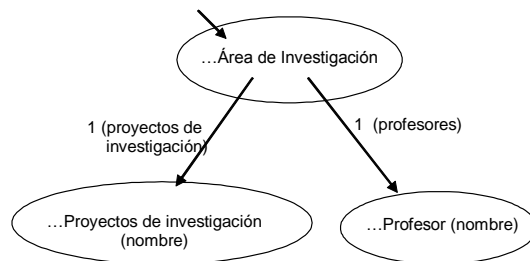 …Área de Investigación
1 (proyectos de
investigación)
1 (profesores)
…Proyectos de investigación
(nombre)
…Profesor (nombre)